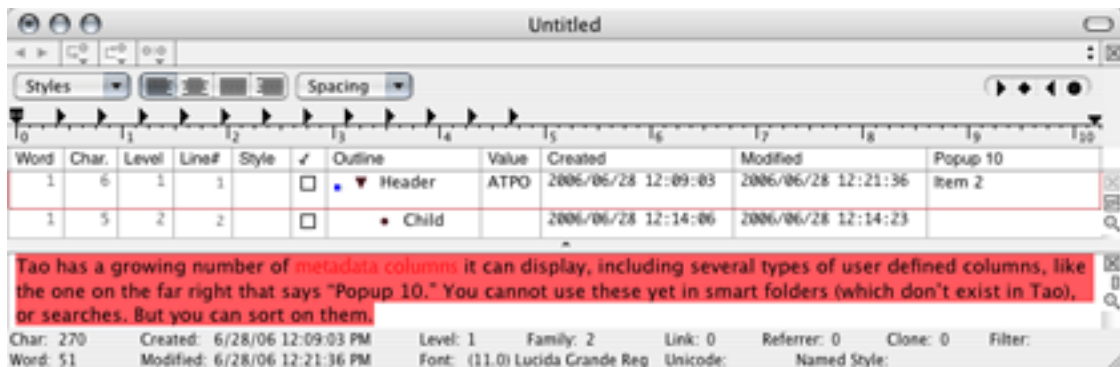 Untitled
Styles Spacing
0 1 2 3 4 5 6 7 8 9 10
Word Char. Level Line# Style ✓ Outline Value Created Modified Popup 10
1 6 1 1 Header ATPO 2006/06/28 12:09:03 2006/06/28 12:21:36 Item 2
1 5 2 2 Child 2006/06/28 12:14:06 2006/06/28 12:14:23
Tao has a growing number of metadata columns it can display, including several types of user defined columns, like
the one on the far right that says "Popup 10." You cannot use these yet in smart folders (which don't exist in Tao),
or searches. But you can sort on them.
Char: 270 Created: 6/28/06 12:09:03 PM Level: 1 Family: 2 Link: 0 Referrer: 0 Clone: 0 Filter:
Word: 51 Modified: 6/28/06 12:21:36 PM Font: (11.0) Lucida Grande Reg Unicode: Named Style: